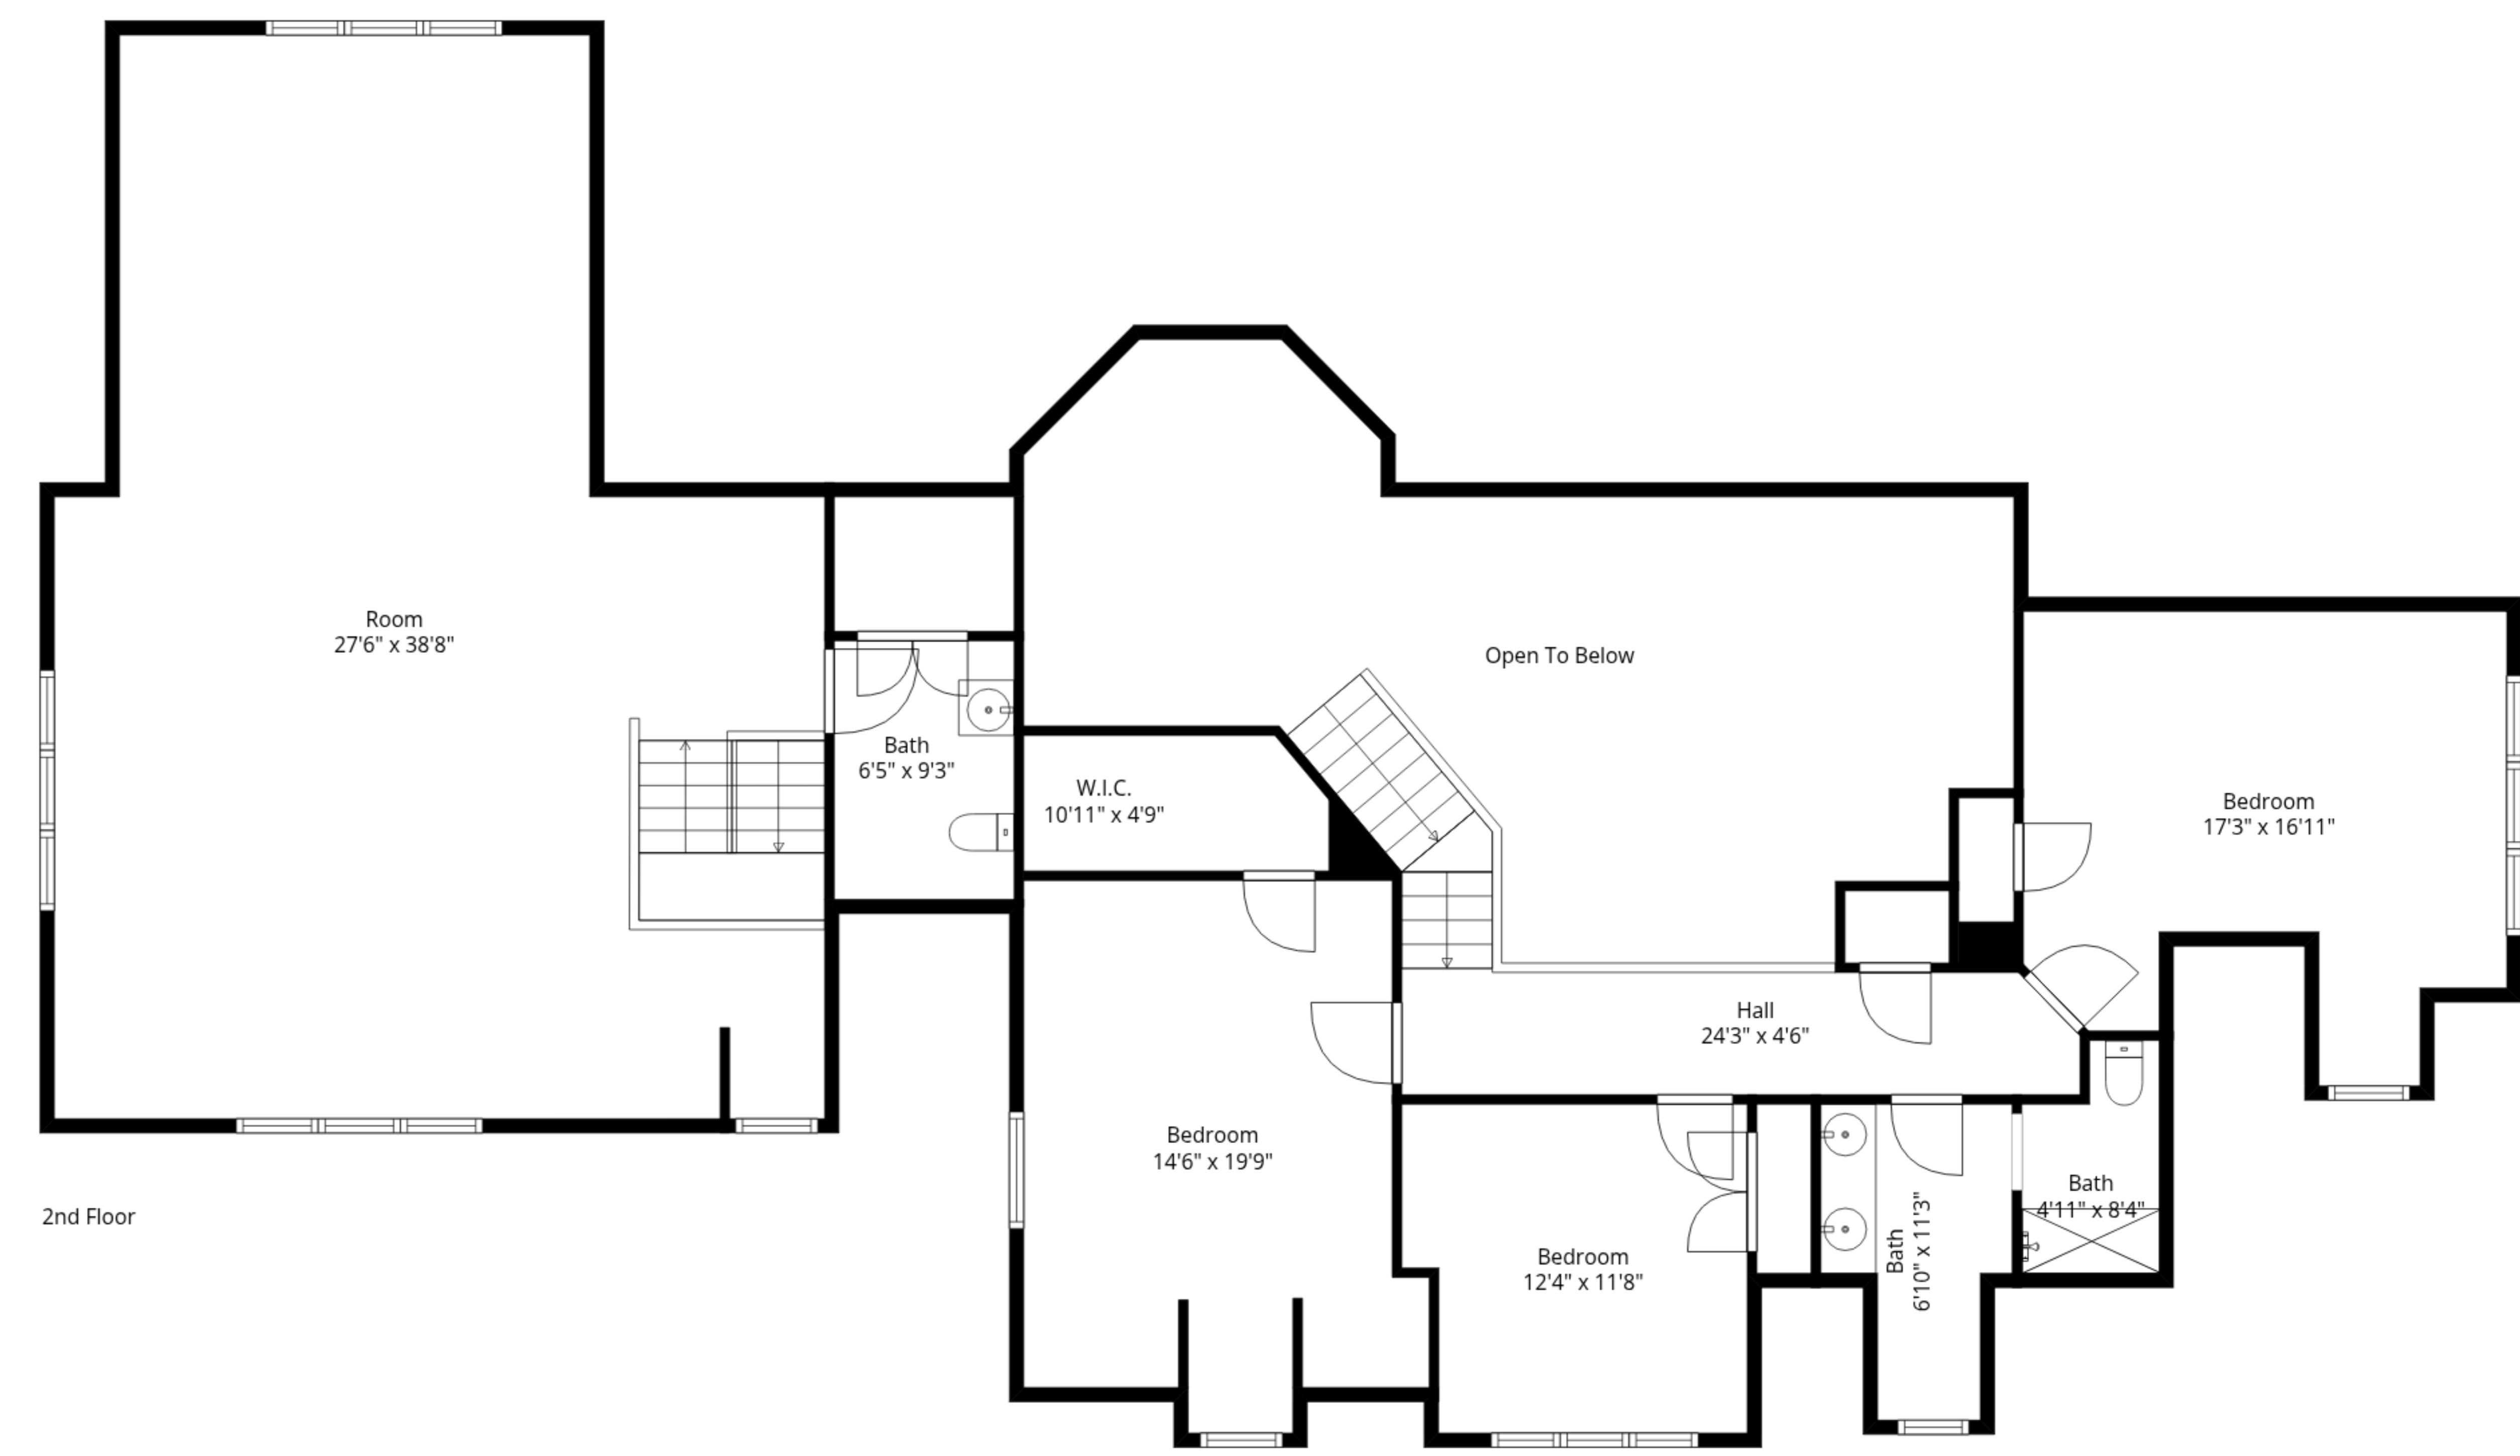 Room
27'6" x 38'8"
Open To Below
Bath
6'5" x 9'3"
W.I.C.
10'11" x 4'9"
Bedroom
17'3" x 16'11"
Hall
24'3" x 4'6"
Bedroom
14'6" x 19'9"
Bath
4'11" x 8'4"
Bath
6'10" x 11'3"
Bedroom
12'4" x 11'8"
2nd Floor